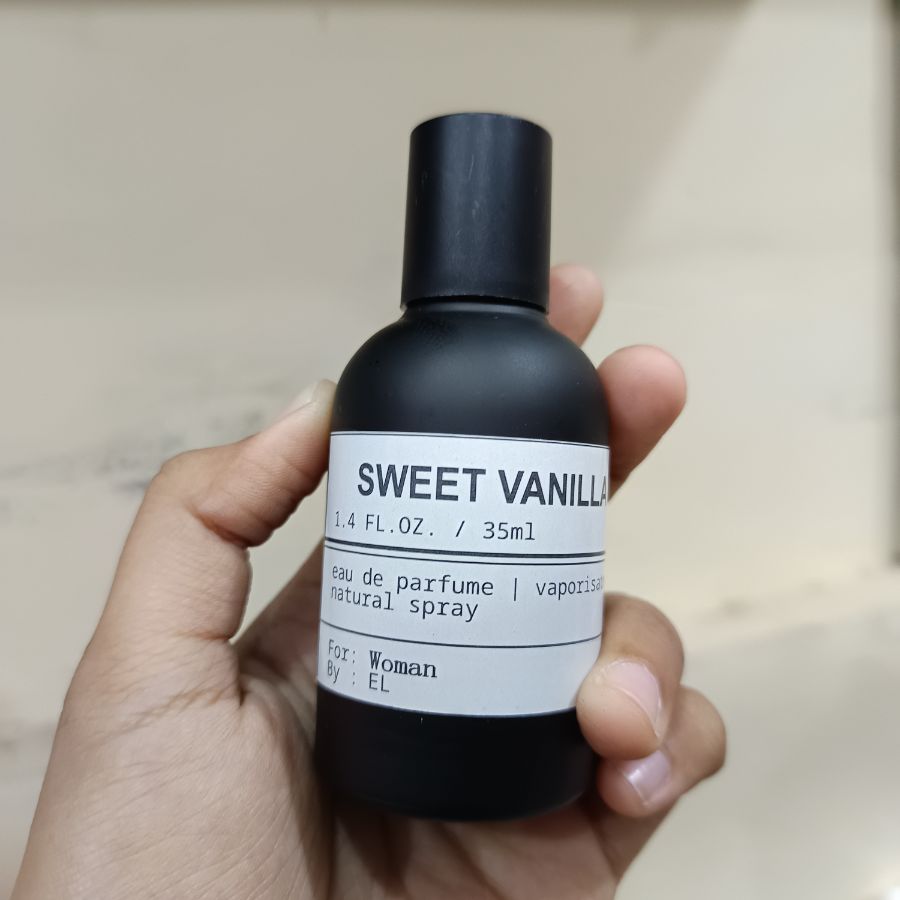 SWEET VANILLA
1.4 FL.OZ. / 35ml
eau de parfume |
natural spray
For: Woman
By : EL